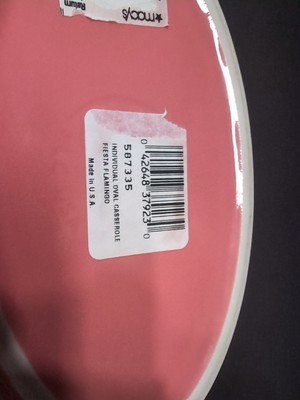 ★macy's
Return
0 42648 37923 0
587335
INDIVIDUAL OVAL CASSEROLE
FIESTA FLAMINGO
Made in U.S.A.